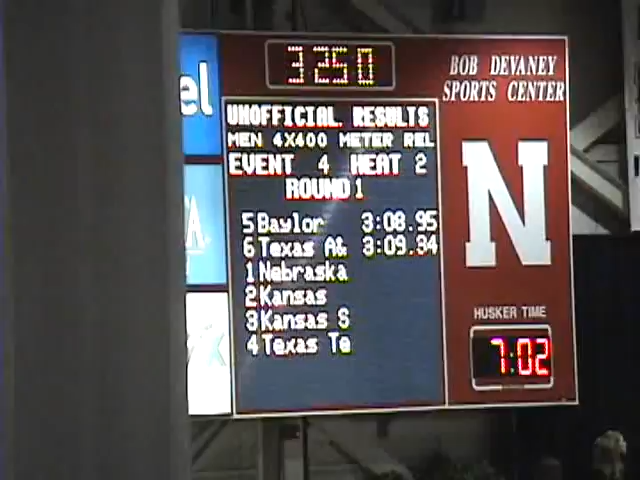 3250
BOB DEVANEY
SPORTS CENTER
el
UNOFFICIAL RESULTS
MEN 4X400 METER REL
EVENT 4 HEAT 2
ROUND 1
5 Baylor 3:08.95
6 Texas A& 3:09.34
1 Nebraska
2 Kansas
3 Kansas S
4 Texas Te
N
HUSKER TIME
7:02